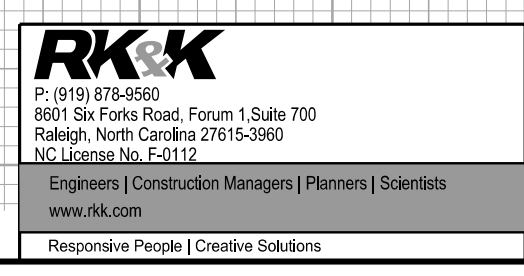 RK&K
P: (919) 878-9560
8601 Six Forks Road, Forum 1,Suite 700
Raleigh, North Carolina 27615-3960
NC License No. F-0112
Engineers | Construction Managers | Planners | Scientists
www.rkk.com
Responsive People | Creative Solutions